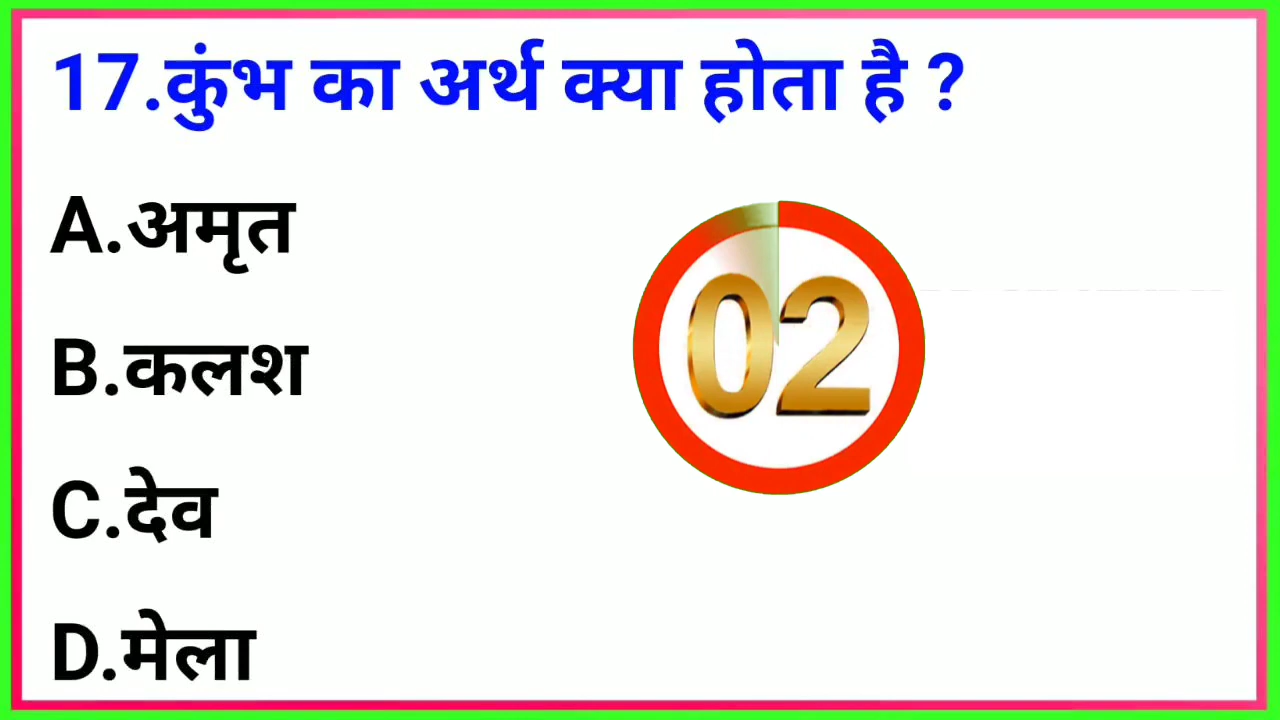 17.कुंभ का अर्थ क्या होता है ?
A.अमृत
02
B.कलश
C.देव
D.मेला